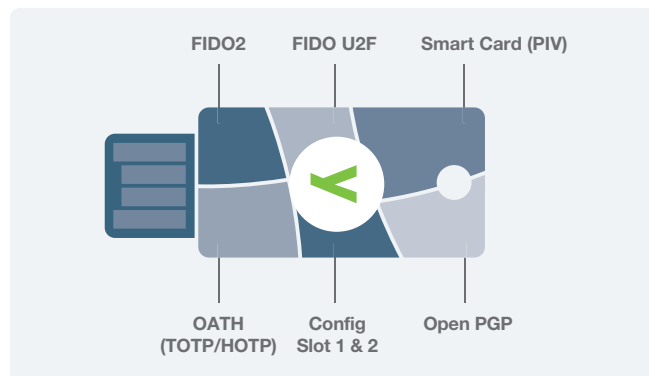 FIDO2
FIDO U2F
Smart Card (PIV)
OATH
(TOTP/HOTP)
Config
Slot 1 & 2
Open PGP